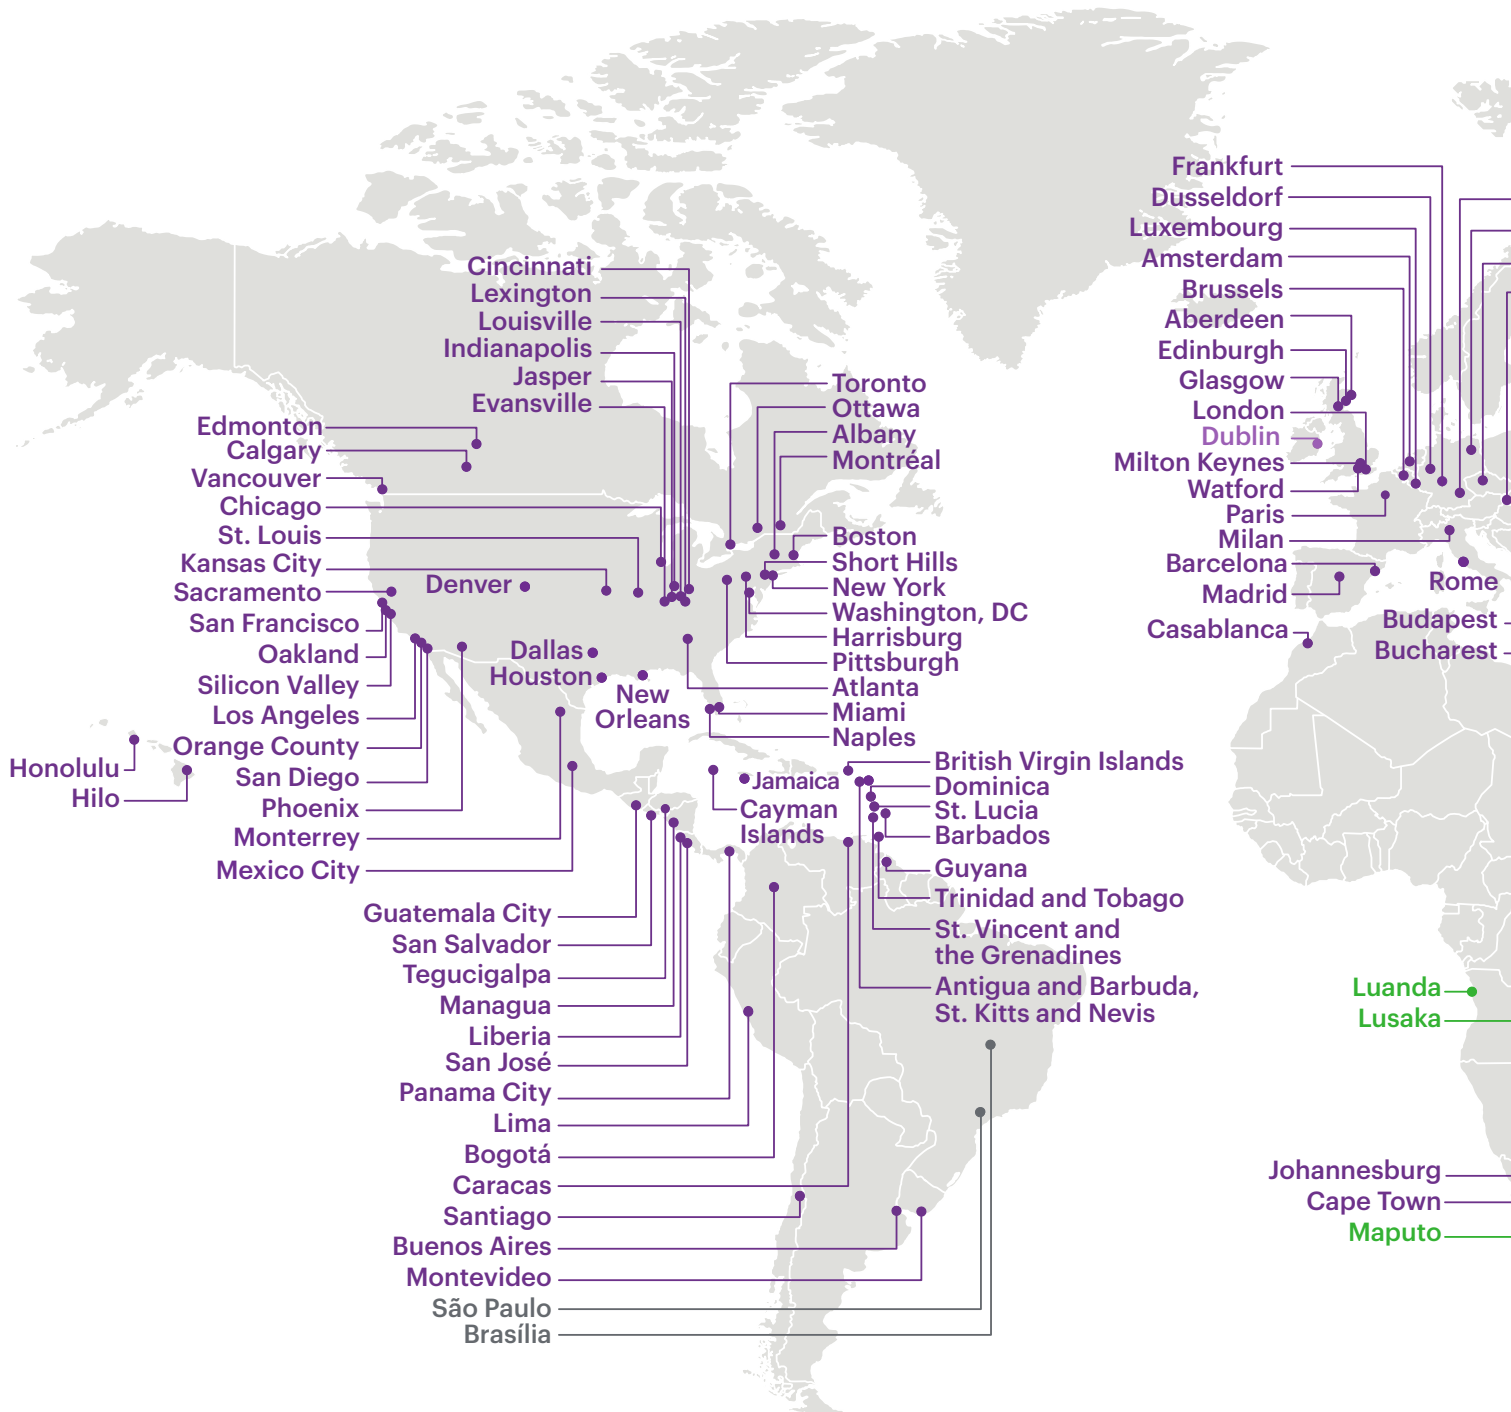 Frankfurt
Dusseldorf
Luxembourg
Amsterdam
Brussels
Aberdeen
Edinburgh
Glasgow
London
Dublin
Milton Keynes
Watford
Paris
Milan
Barcelona
Madrid
Rome
Casablanca
Budapest
Bucharest
Cincinnati
Lexington
Louisville
Indianapolis
Jasper
Evansville
Toronto
Ottawa
Albany
Montréal
Edmonton
Calgary
Vancouver
Chicago
St. Louis
Kansas City
Sacramento
San Francisco
Oakland
Silicon Valley
Los Angeles
Orange County
San Diego
Phoenix
Monterrey
Mexico City
Denver
Dallas
Houston
New
Orleans
Boston
Short Hills
New York
Washington, DC
Harrisburg
Pittsburgh
Atlanta
Miami
Naples
Honolulu
Hilo
Jamaica
Cayman
Islands
British Virgin Islands
Dominica
St. Lucia
Barbados
Guyana
Trinidad and Tobago
St. Vincent and
the Grenadines
Antigua and Barbuda,
St. Kitts and Nevis
Guatemala City
San Salvador
Tegucigalpa
Managua
Liberia
San José
Panama City
Lima
Bogotá
Caracas
Santiago
Buenos Aires
Montevideo
São Paulo
Brasília
Luanda
Lusaka
Johannesburg
Cape Town
Maputo